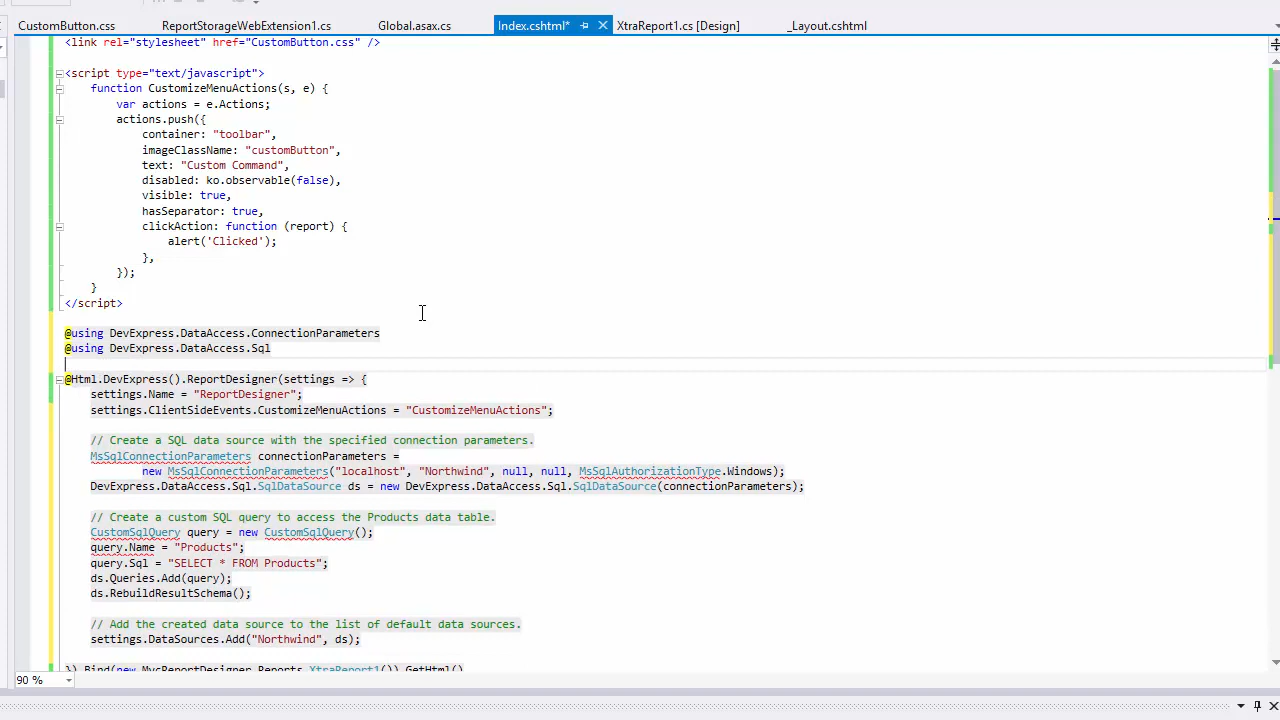 CustomButton.css ReportStorageWebExtension1.cs Global.asax.cs Index.cshtml* XtraReport1.cs [Design] _Layout.cshtml
<link rel="stylesheet" href="CustomButton.css" />
<script type="text/javascript">
function CustomizeMenuActions(s, e) {
var actions = e.Actions;
actions.push({
container: "toolbar",
imageClassName: "customButton",
text: "Custom Command",
disabled: ko.observable(false),
visible: true,
hasSeparator: true,
clickAction: function (report) {
alert('Clicked');
},
});
}
</script>
@using DevExpress.DataAccess.ConnectionParameters
@using DevExpress.DataAccess.Sql
@Html.DevExpress().ReportDesigner(settings => {
settings.Name = "ReportDesigner";
settings.ClientSideEvents.CustomizeMenuActions = "CustomizeMenuActions";
// Create a SQL data source with the specified connection parameters.
MsSqlConnectionParameters connectionParameters =
new MsSqlConnectionParameters("localhost", "Northwind", null, null, MsSqlAuthorizationType.Windows);
DevExpress.DataAccess.Sql.SqlDataSource ds = new DevExpress.DataAccess.Sql.SqlDataSource(connectionParameters);
// Create a custom SQL query to access the Products data table.
CustomSqlQuery query = new CustomSqlQuery();
query.Name = "Products";
query.Sql = "SELECT * FROM Products";
ds.Queries.Add(query);
ds.RebuildResultSchema();
// Add the created data source to the list of default data sources.
settings.DataSources.Add("Northwind", ds);
}).Bind(new MvcReportDesigner.Reports.XtraReport1()).GetHtml()
90 %